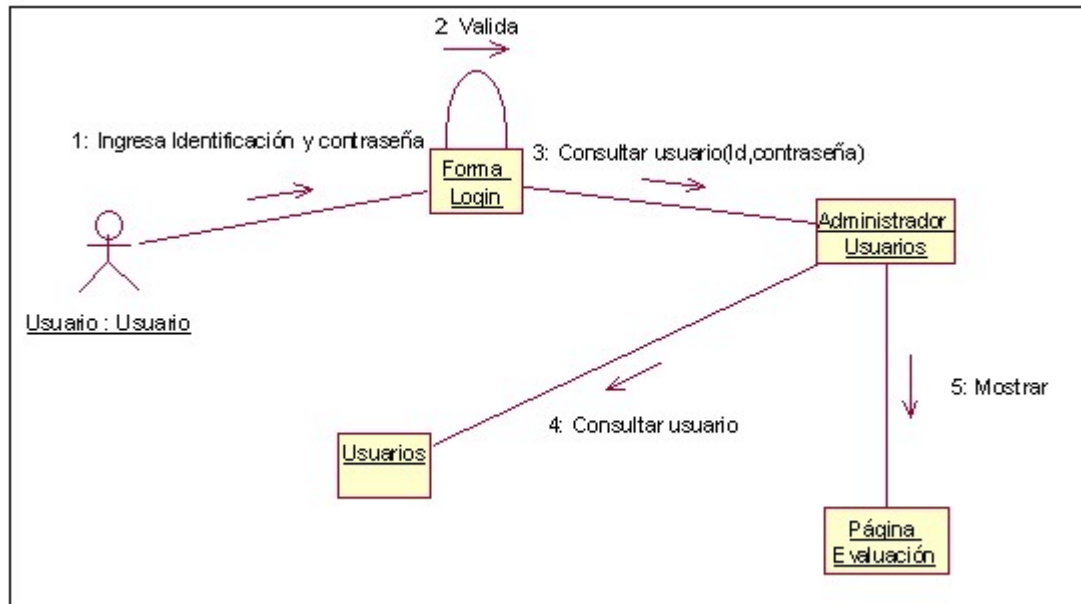 2: Valida
1: Ingresa Identificación y contraseña
Forma
Login
3: Consultar usuario(Id,contraseña)
Administrador
Usuarios
Usuario : Usuario
5: Mostrar
4: Consultar usuario
Usuarios
Página
Evaluación